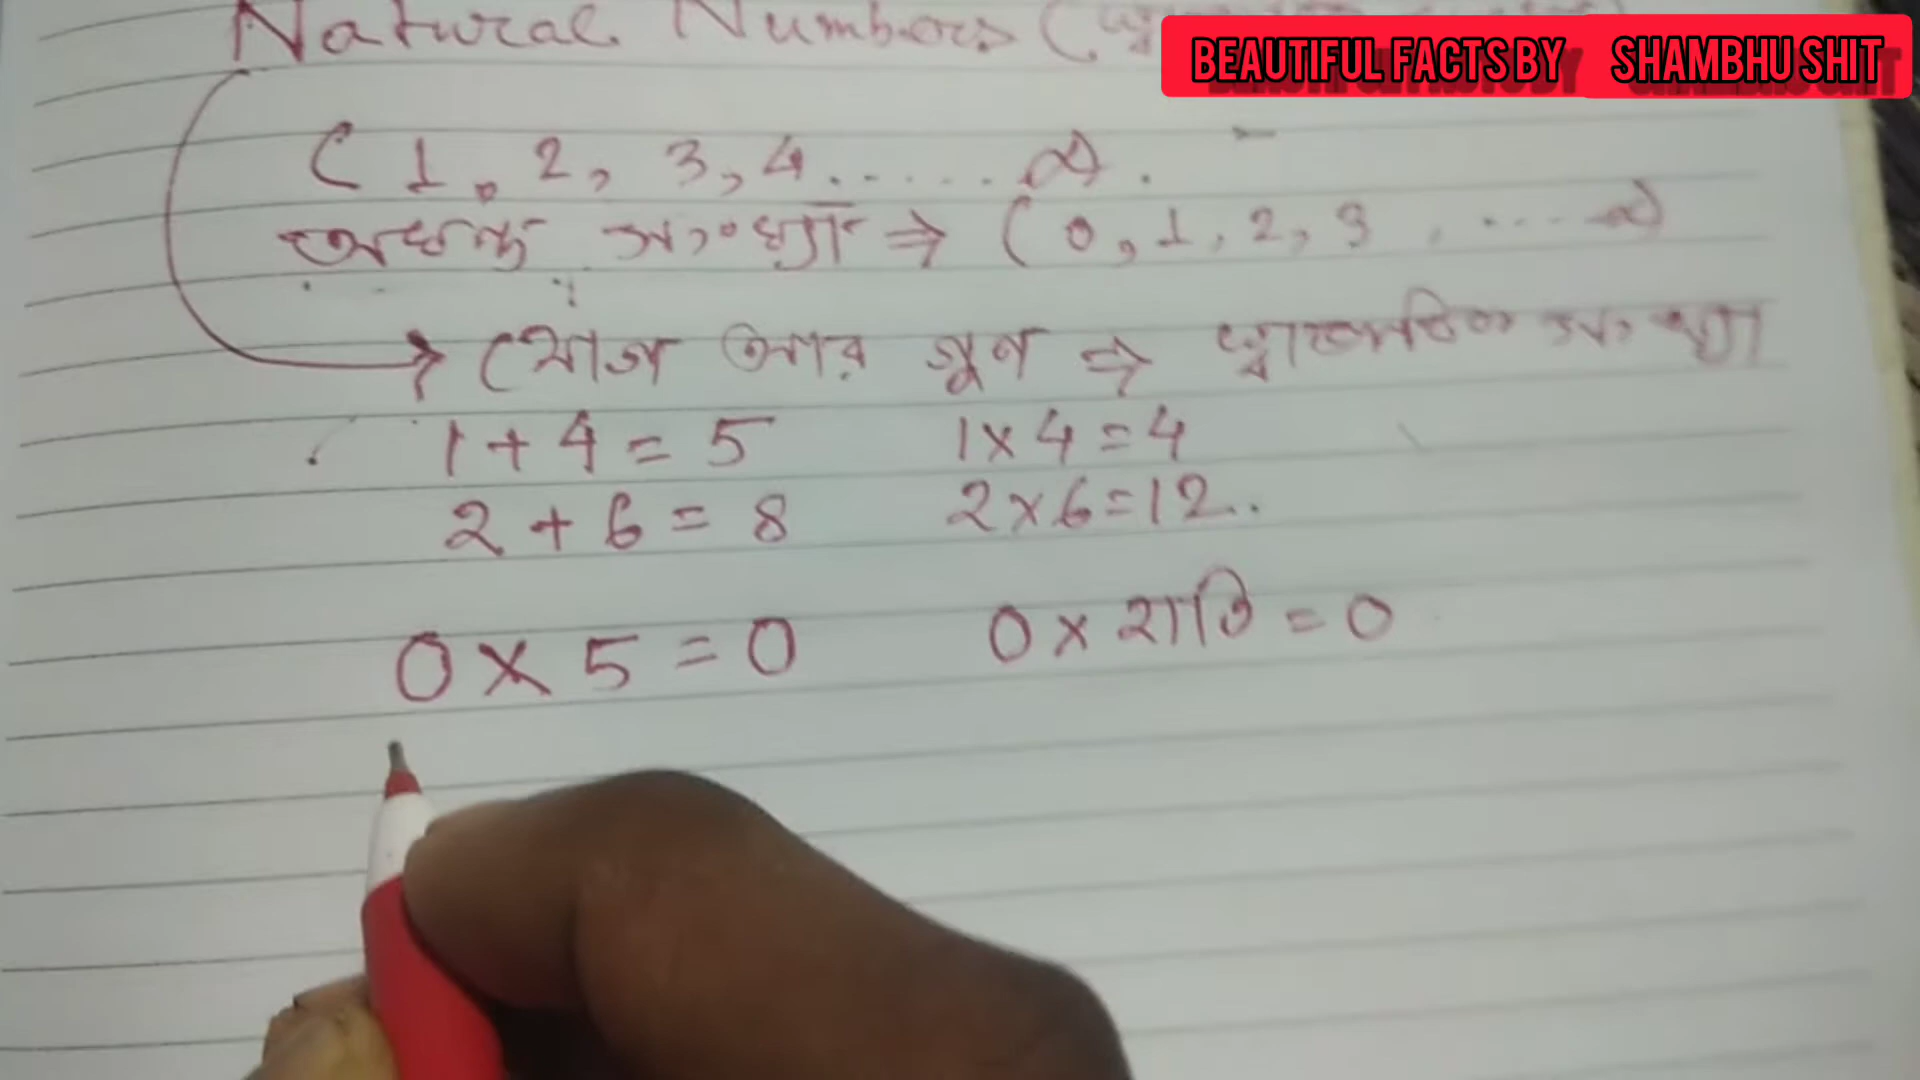 Natural Numbers (
BEAUTIFUL FACTS BY SHAMBHU SHIT
( 1, 2, 3, 4 ..... ∝ .
অখন্ড সংখ্যা ⇒ ( 0, 1, 2, 3, .... ∝
যোগ আর গুন ⇒ স্বাভাবিক সংখ্যা
1 + 4 = 5 1 x 4 = 4
2 + 6 = 8 2 x 6 = 12..
0 x 5 = 0 0 x রাশি = 0